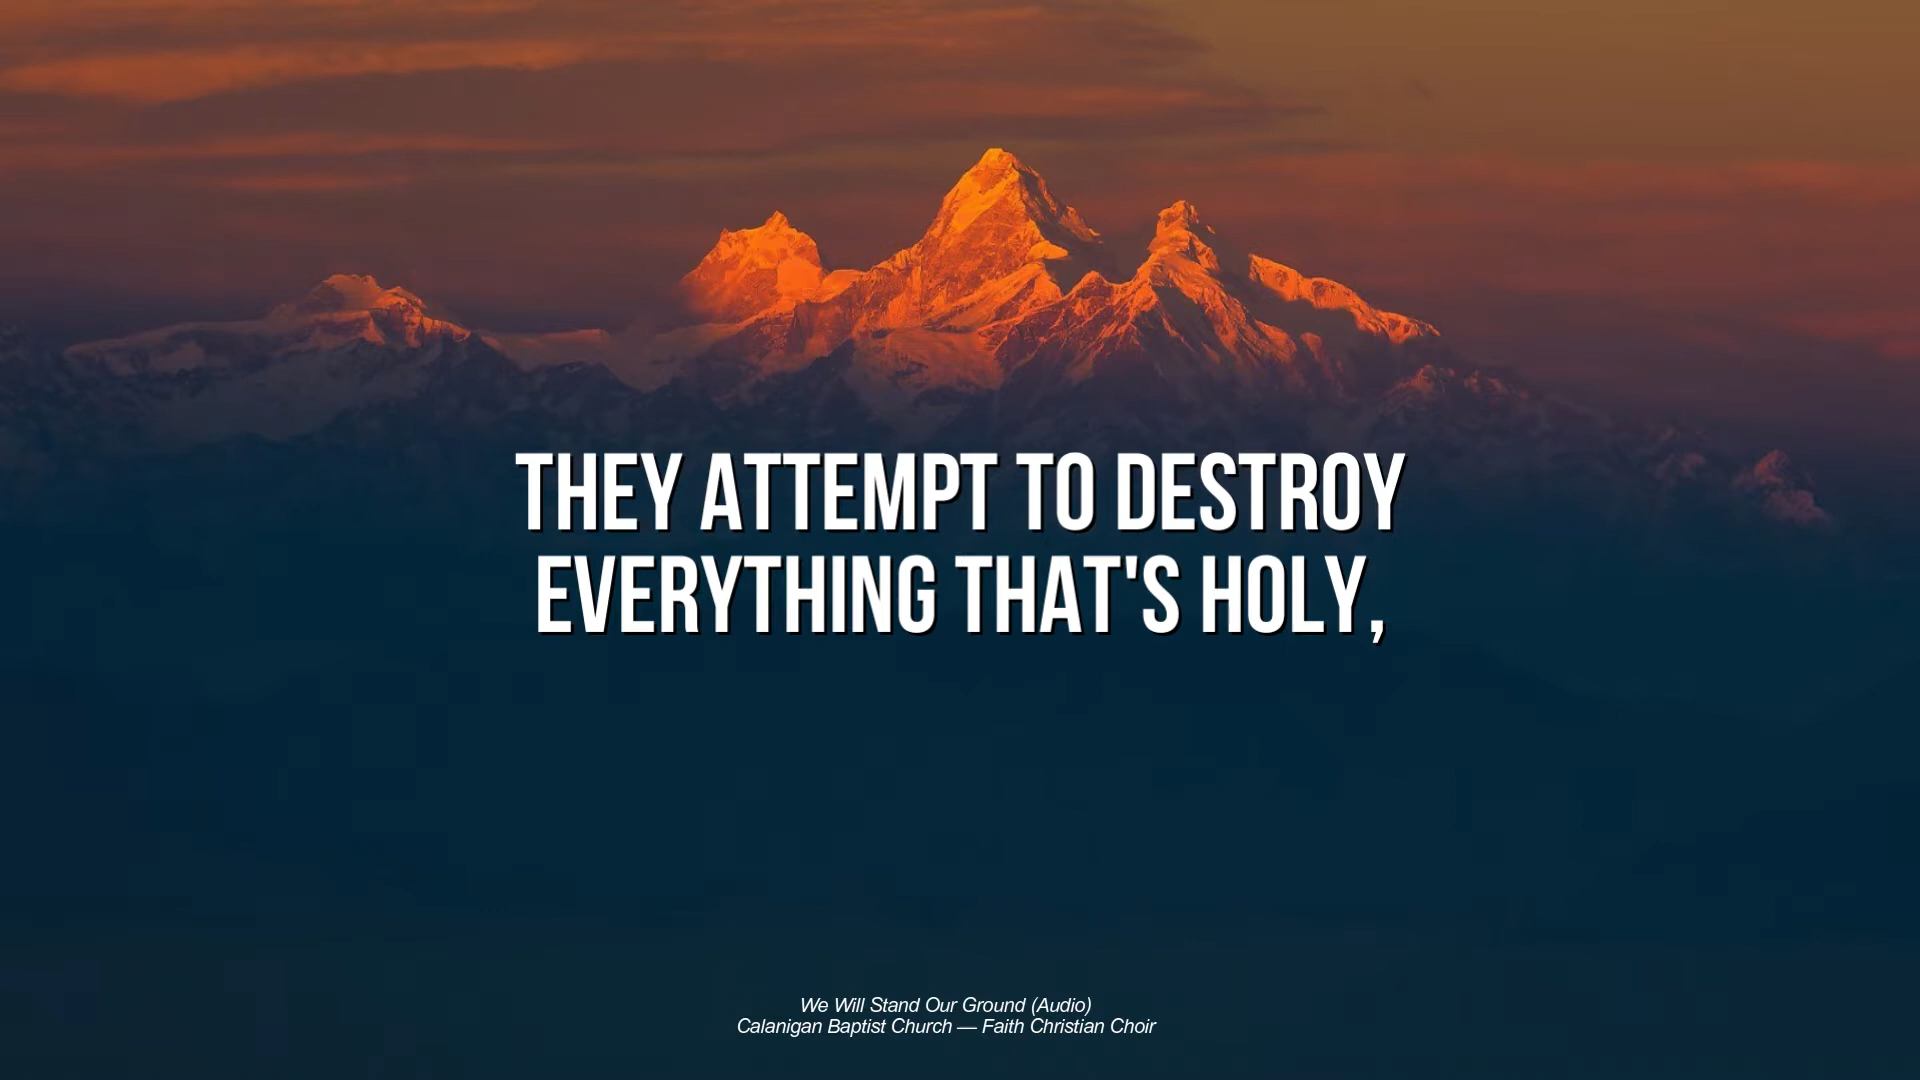 THEY ATTEMPT TO DESTROY
EVERYTHING THAT'S HOLY,
We Will Stand Our Ground (Audio)
Calanigan Baptist Church — Faith Christian Choir